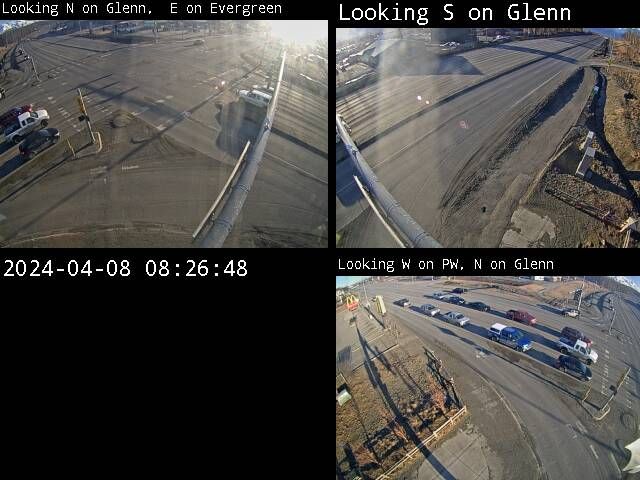 Looking N on Glenn,  E on Evergreen
Looking S on Glenn
2024-04-08 08:26:48
Looking W on PW, N on Glenn